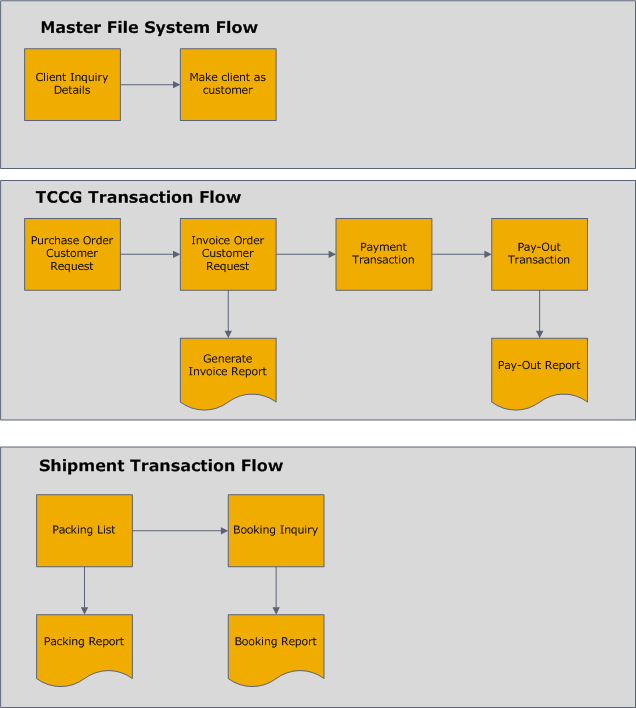 Master File System Flow
Client Inquiry
Details
Make client as
customer
TCCG Transaction Flow
Purchase Order
Customer
Request
Invoice Order
Customer
Request
Payment
Transaction
Pay-Out
Transaction
Generate
Invoice Report
Pay-Out Report
Shipment Transaction Flow
Packing List
Booking Inquiry
Packing Report
Booking Report